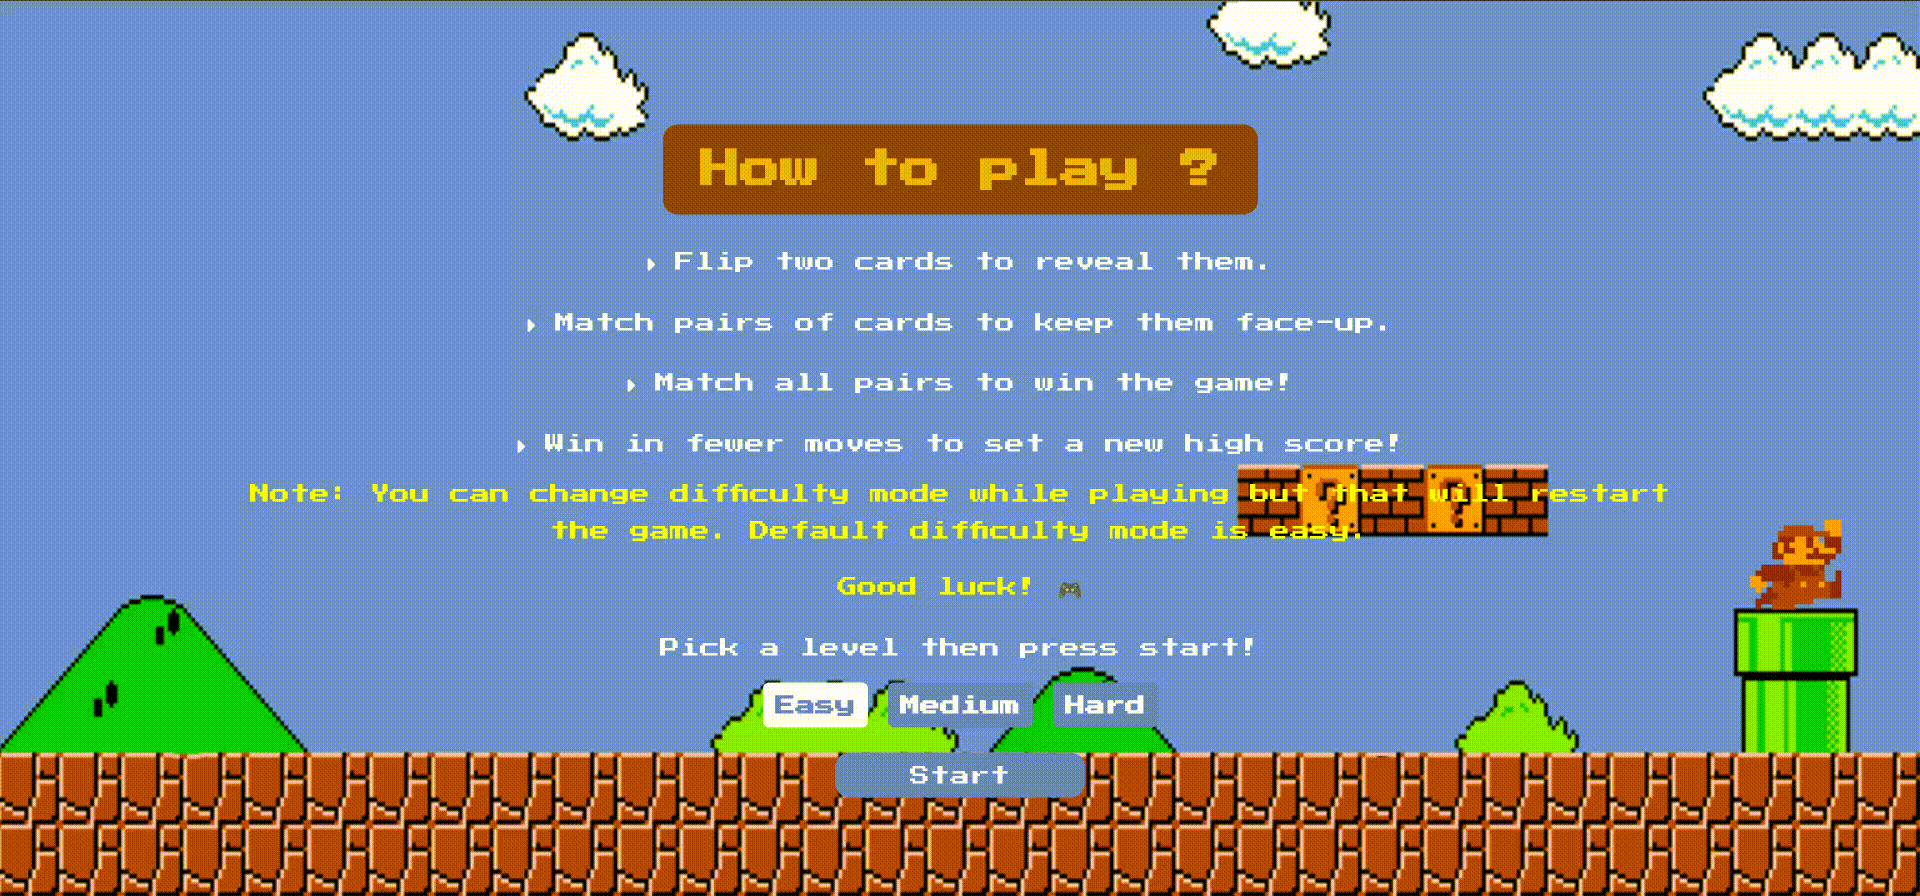 How to play ?
Flip two cards to reveal them.
Match pairs of cards to keep them face-up.
Match all pairs to win the game!
Win in fewer moves to set a new high score!
Note: You can change difficulty mode while playing but that will restart
the game. Default difficulty mode is easy.
Good luck! 🎮
Pick a level then press start!
Easy Medium Hard
Start